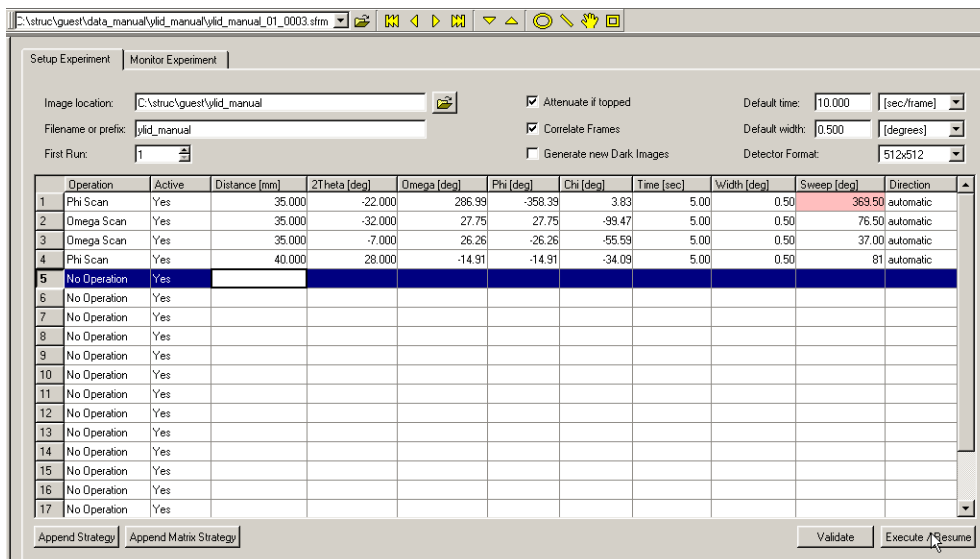 C:\struc\guest\data_manual\ylid_manual\ylid_manual_01_0003.sfrm
Setup Experiment Monitor Experiment
Image location: C:\struc\guest\ylid_manual Attenuate if topped Default time: 10.000 [sec/frame]
Filename or prefix: ylid_manual Correlate Frames Default width: 0.500 [degrees]
First Run: 1 Generate new Dark Images Detector Format: 512x512
Operation Active Distance [mm] 2Theta [deg] Omega [deg] Phi [deg] Chi [deg] Time [sec] Width [deg] Sweep [deg] Direction
1 Phi Scan Yes 35.000 -22.000 286.99 -358.39 3.83 5.00 0.50 369.50 automatic
2 Omega Scan Yes 35.000 -32.000 27.75 27.75 -99.47 5.00 0.50 76.50 automatic
3 Omega Scan Yes 35.000 -7.000 26.26 -26.26 -55.59 5.00 0.50 37.00 automatic
4 Phi Scan Yes 40.000 28.000 -14.91 -14.91 -34.09 5.00 0.50 81 automatic
5 No Operation Yes
6 No Operation Yes
7 No Operation Yes
8 No Operation Yes
9 No Operation Yes
10 No Operation Yes
11 No Operation Yes
12 No Operation Yes
13 No Operation Yes
14 No Operation Yes
15 No Operation Yes
16 No Operation Yes
17 No Operation Yes
Append Strategy Append Matrix Strategy Validate Execute / Resume